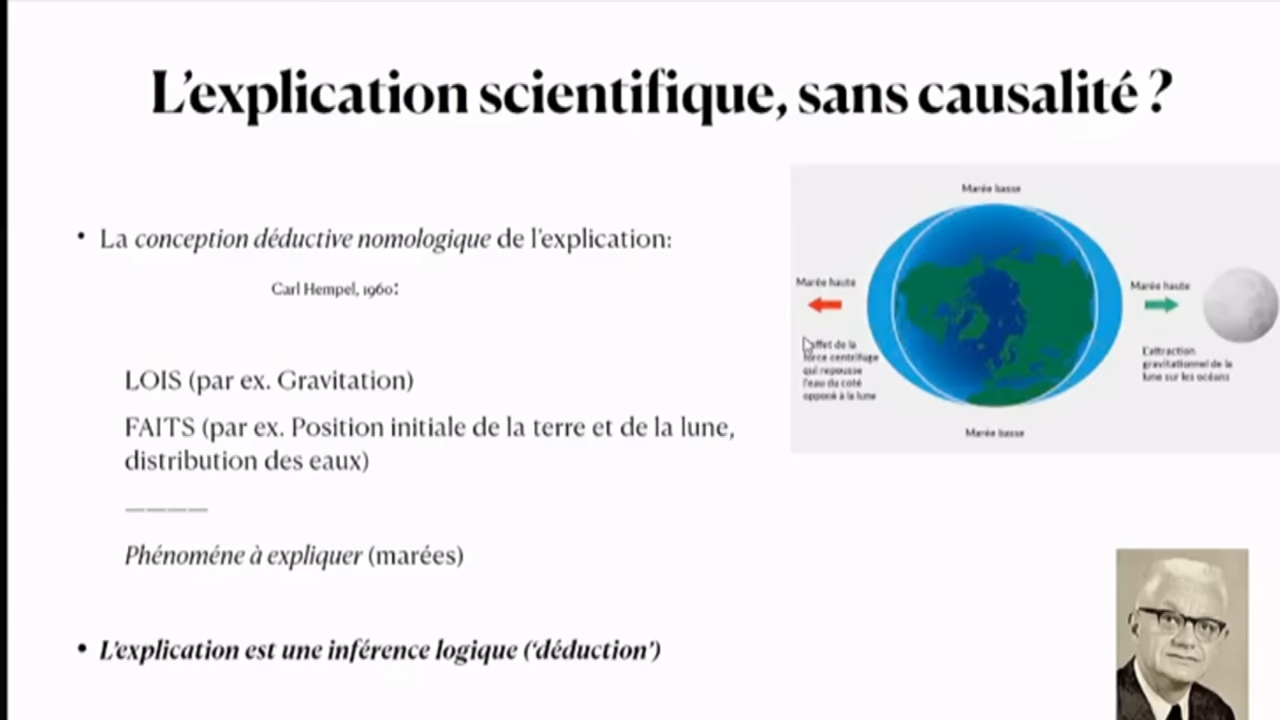 L'explication scientifique, sans causalité ?
• La conception déductive nomologique de l'explication:
Carl Hempel, 1960:
LOIS (par ex. Gravitation)
FAITS (par ex. Position initiale de la terre et de la lune,
distribution des eaux)
————
Phénoméne à expliquer (marées)
• L'explication est une inférence logique ('déduction')
Marée basse
Marée haute
Marée haute
L'effet de la
force centrifuge
qui repousse
l'eau du coté
opposé à la lune
L'attraction
gravitationnel de la
lune sur les océans
Marée basse